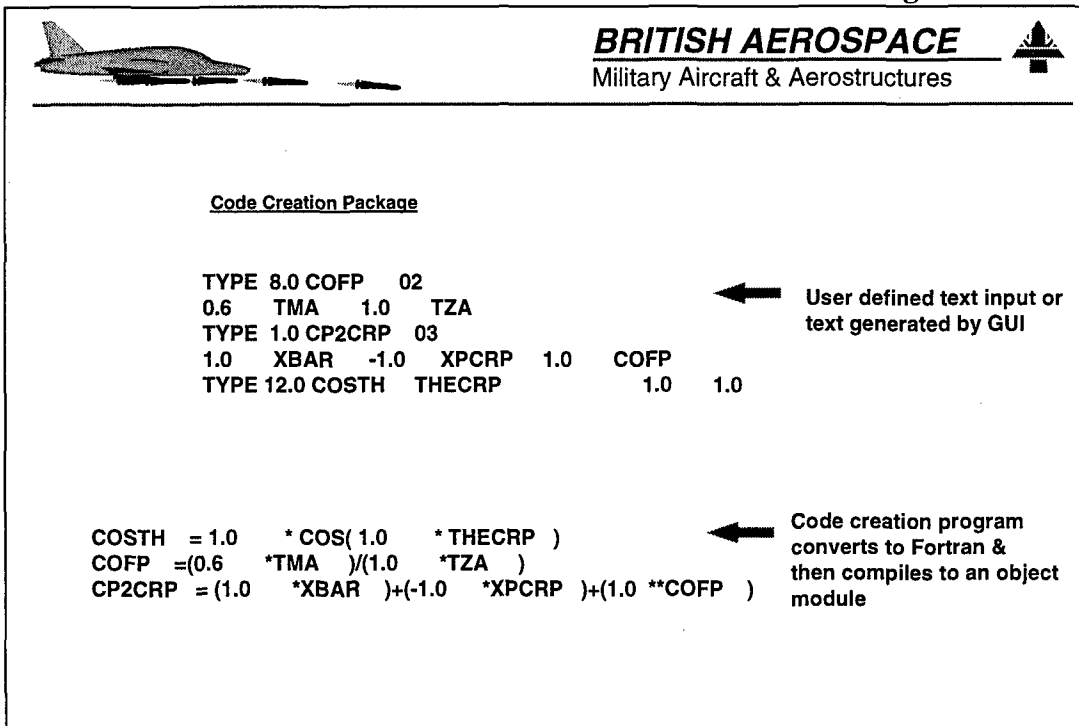 BRITISH AEROSPACE
Military Aircraft & Aerostructures
Code Creation Package
TYPE 8.0 COFP 02
0.6 TMA 1.0 TZA
TYPE 1.0 CP2CRP 03
1.0 XBAR -1.0 XPCRP 1.0 COFP
TYPE 12.0 COSTH THECRP 1.0 1.0
User defined text input or
text generated by GUI
COSTH = 1.0 * COS( 1.0 * THECRP )
COFP =(0.6 *TMA )/(1.0 *TZA )
CP2CRP = (1.0 *XBAR )+(-1.0 *XPCRP )+(1.0 **COFP )
Code creation program
converts to Fortran &
then compiles to an object
module